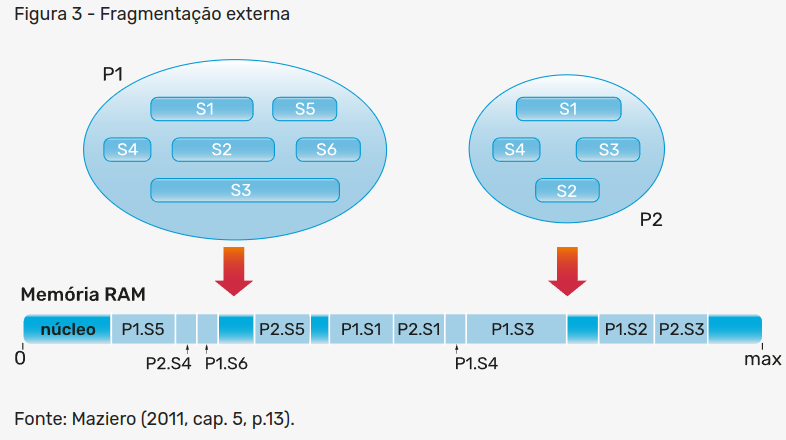 Figura 3 - Fragmentação externa
P1
S1 S5
S4 S2 S6
S3
S1
S4 S3
S2
P2
Memória RAM
núcleo P1.S5 P2.S5 P1.S1 P2.S1 P1.S3 P1.S2 P2.S3
0 P2.S4 P1.S6 P1.S4 max
Fonte: Maziero (2011, cap. 5, p.13).